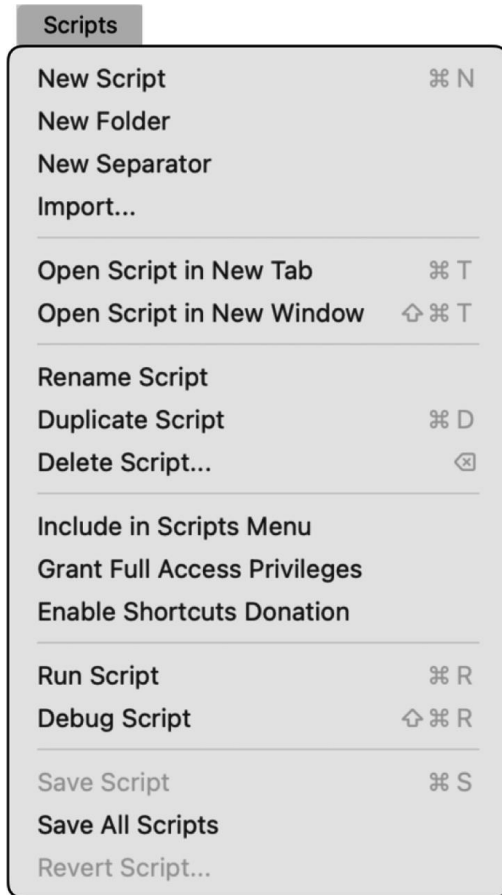 Scripts
New Script ⌘ N
New Folder
New Separator
Import...
Open Script in New Tab ⌘ T
Open Script in New Window ⇧ ⌘ T
Rename Script
Duplicate Script ⌘ D
Delete Script... ⌫
Include in Scripts Menu
Grant Full Access Privileges
Enable Shortcuts Donation
Run Script ⌘ R
Debug Script ⇧ ⌘ R
Save Script ⌘ S
Save All Scripts
Revert Script...